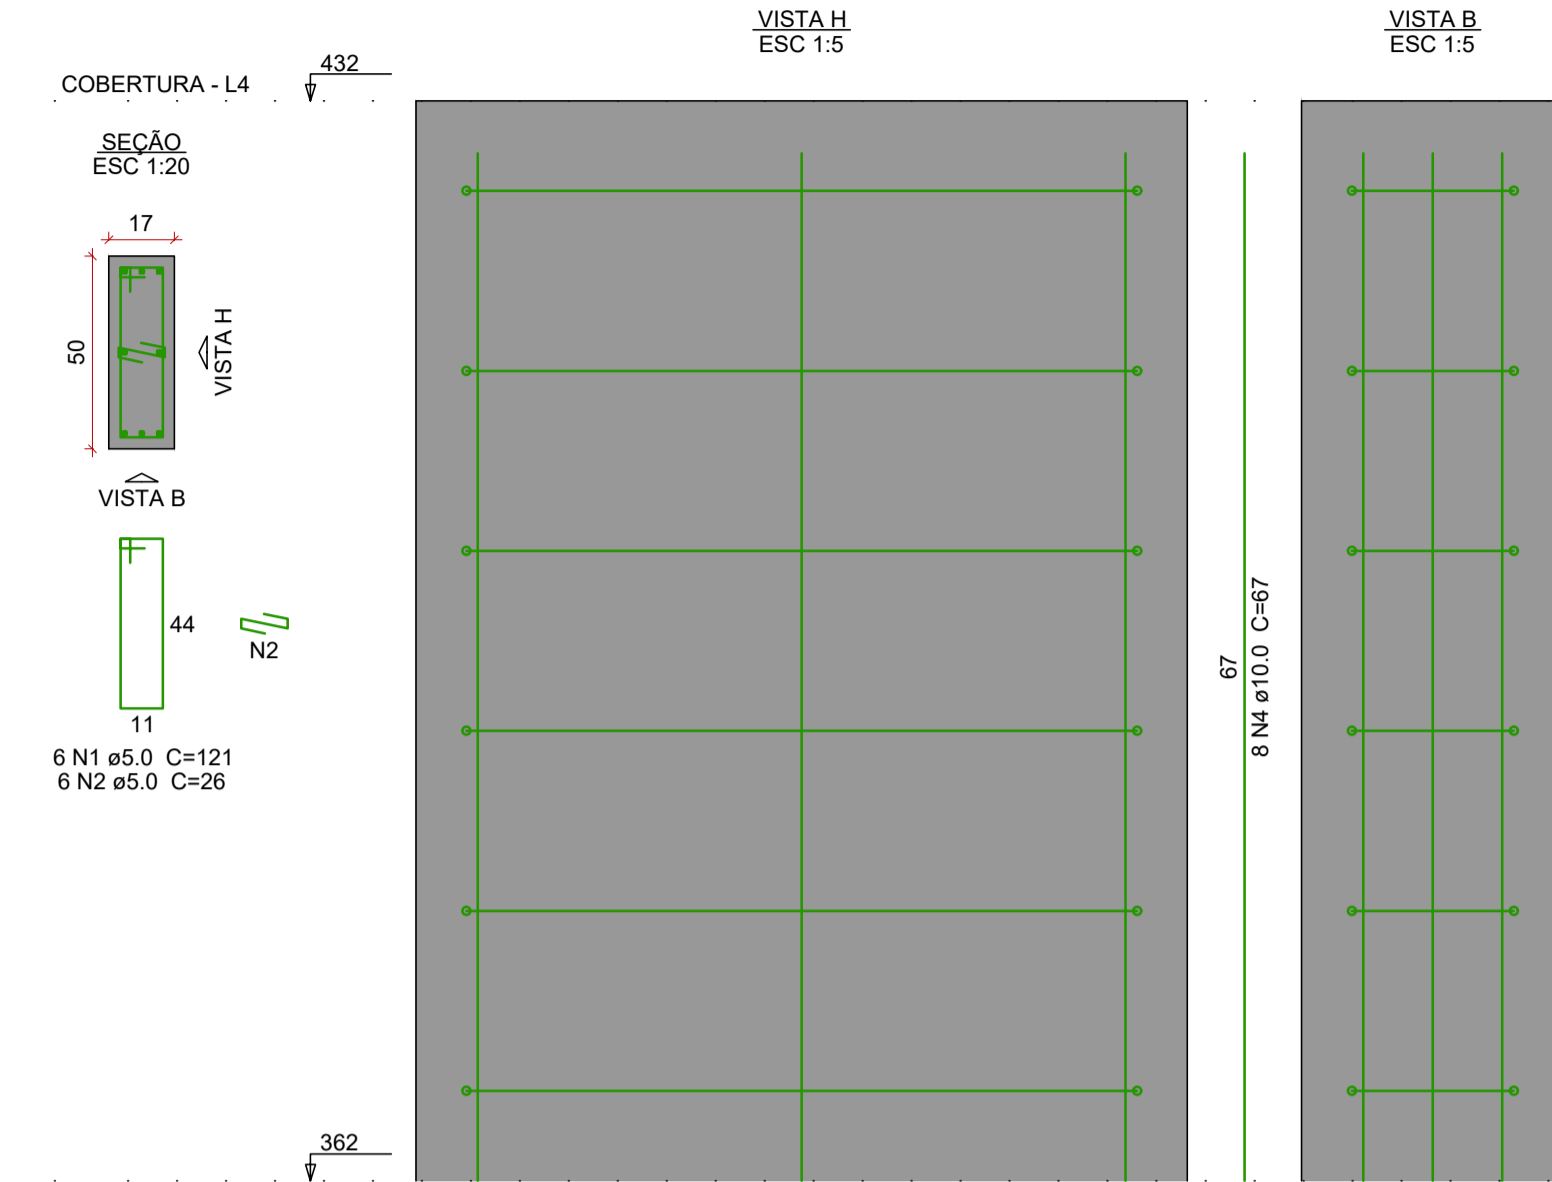 VISTA H
ESC 1:5
VISTA B
ESC 1:5
432
COBERTURA - L4
SEÇÃO
ESC 1:20
17
50
VISTA H
VISTA B
44
N2
11
6 N1 ø5.0 C=121
6 N2 ø5.0 C=26
67
8 N4 ø10.0 C=67
362